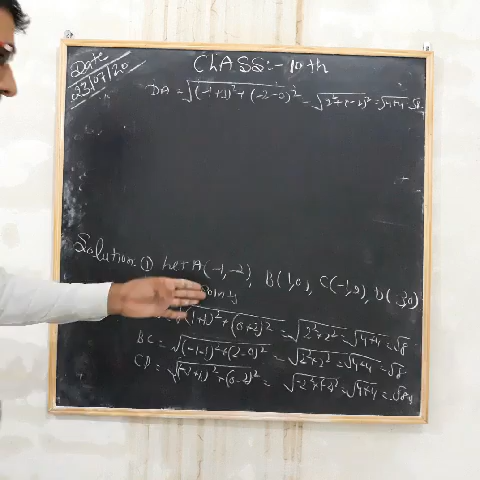 Date
23/07/20
CLASS:- 10th
DA = √(-1+3)² + (-2-0)² = √2²+(-2)² = √4+4 = √8
Solution: (1) Let A(-1, -2), B(1,0), C(-1,2), D(-3,0)
√(1+1)² + (0+2)² = √2²+2² = √4+4 = √8
BC = √(-1-1)² + (2-0)² = √2²+2² = √4+4 = √8
CD = √(-3+1)² + (0-2)² = √-2²+2² = √4+4 = √8